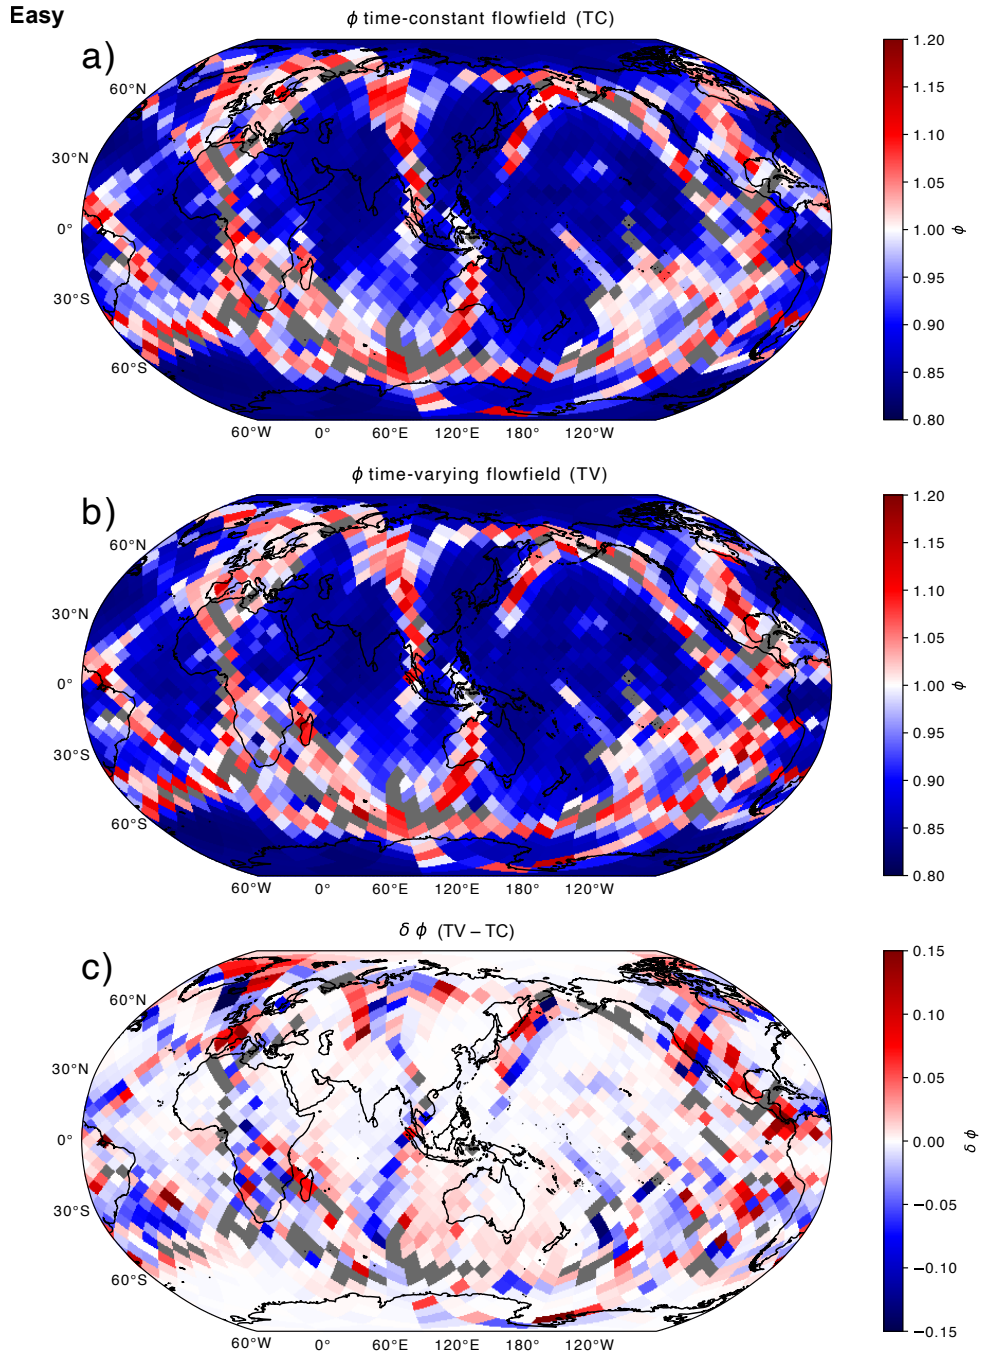 Easy
ϕ time-constant flowfield (TC)
a)
60°N
30°N
0°
30°S
60°S
60°W 0° 60°E 120°E 180° 120°W
1.20
1.15
1.10
1.05
1.00
0.95
0.90
0.85
0.80
ϕ
ϕ time-varying flowfield (TV)
b)
60°N
30°N
0°
30°S
60°S
60°W 0° 60°E 120°E 180° 120°W
1.20
1.15
1.10
1.05
1.00
0.95
0.90
0.85
0.80
ϕ
δ ϕ (TV – TC)
c)
60°N
30°N
0°
30°S
60°S
60°W 0° 60°E 120°E 180° 120°W
0.15
0.10
0.05
0.00
−0.05
−0.10
−0.15
δ ϕ